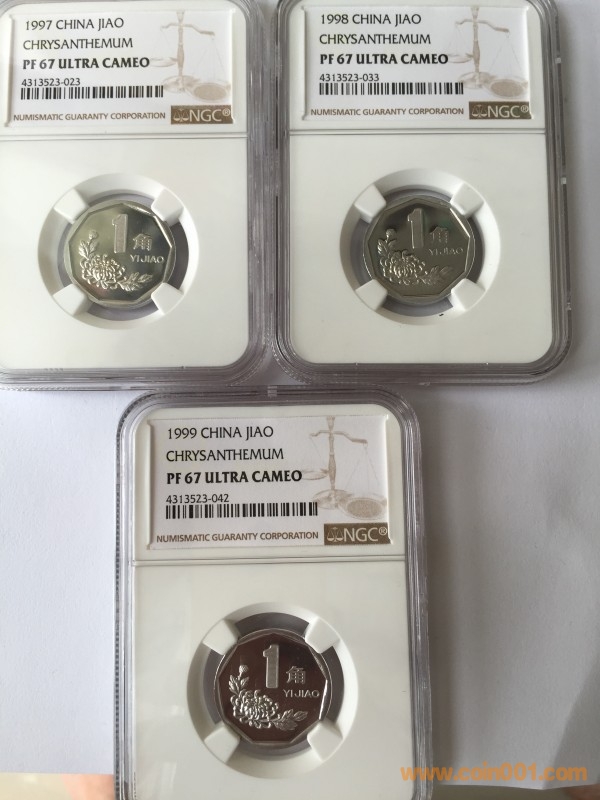 1997 CHINA JIAO
CHRYSANTHEMUM
PF 67 ULTRA CAMEO
4313523-023
NUMISMATIC GUARANTY CORPORATION
NGC®
1角
YI JIAO
1998 CHINA JIAO
CHRYSANTHEMUM
PF 67 ULTRA CAMEO
4313523-033
NUMISMATIC GUARANTY CORPORATION
NGC®
1角
YI JIAO
1999 CHINA JIAO
CHRYSANTHEMUM
PF 67 ULTRA CAMEO
4313523-042
NUMISMATIC GUARANTY CORPORATION
NGC®
1角
YI JIAO
www.coin001.com